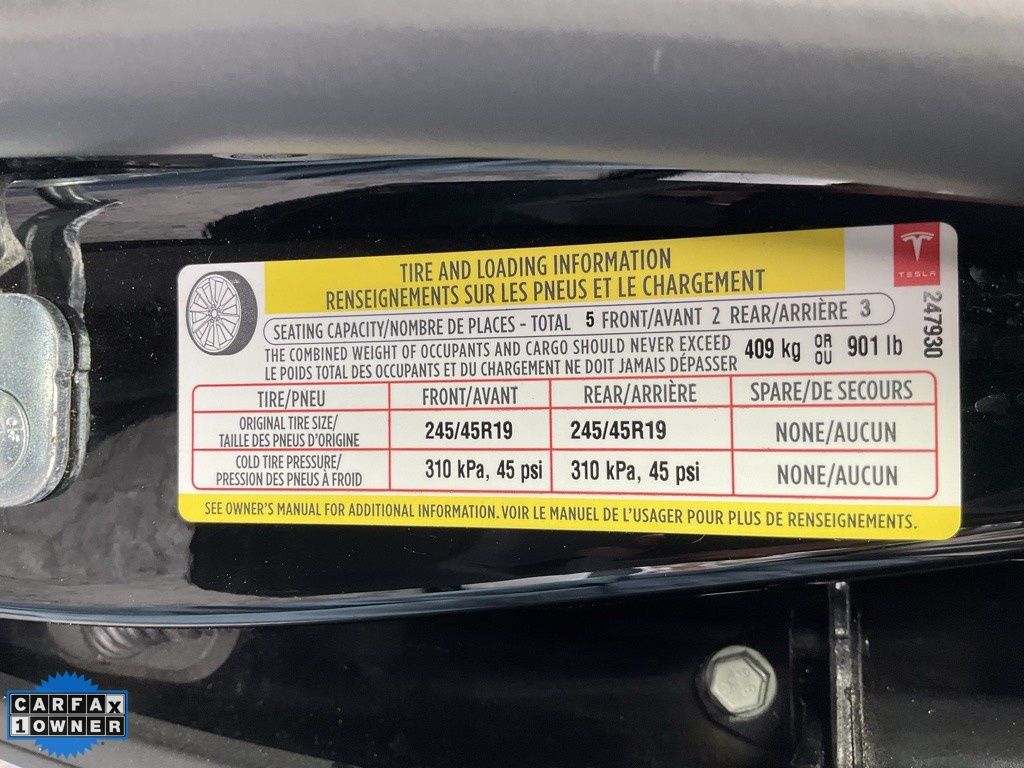 TIRE AND LOADING INFORMATION
RENSEIGNEMENTS SUR LES PNEUS ET LE CHARGEMENT
TESLA
247930
SEATING CAPACITY/NOMBRE DE PLACES - TOTAL 5 FRONT/AVANT 2 REAR/ARRIÈRE 3
THE COMBINED WEIGHT OF OCCUPANTS AND CARGO SHOULD NEVER EXCEED
LE POIDS TOTAL DES OCCUPANTS ET DU CHARGEMENT NE DOIT JAMAIS DÉPASSER
409 kg OR OU 901 lb
TIRE/PNEU FRONT/AVANT REAR/ARRIÈRE SPARE/DE SECOURS
ORIGINAL TIRE SIZE/
TAILLE DES PNEUS D'ORIGINE
245/45R19 245/45R19 NONE/AUCUN
COLD TIRE PRESSURE/
PRESSION DES PNEUS À FROID
310 kPa, 45 psi 310 kPa, 45 psi NONE/AUCUN
SEE OWNER'S MANUAL FOR ADDITIONAL INFORMATION. VOIR LE MANUEL DE L'USAGER POUR PLUS DE RENSEIGNEMENTS.
CARFAX
1 OWNER